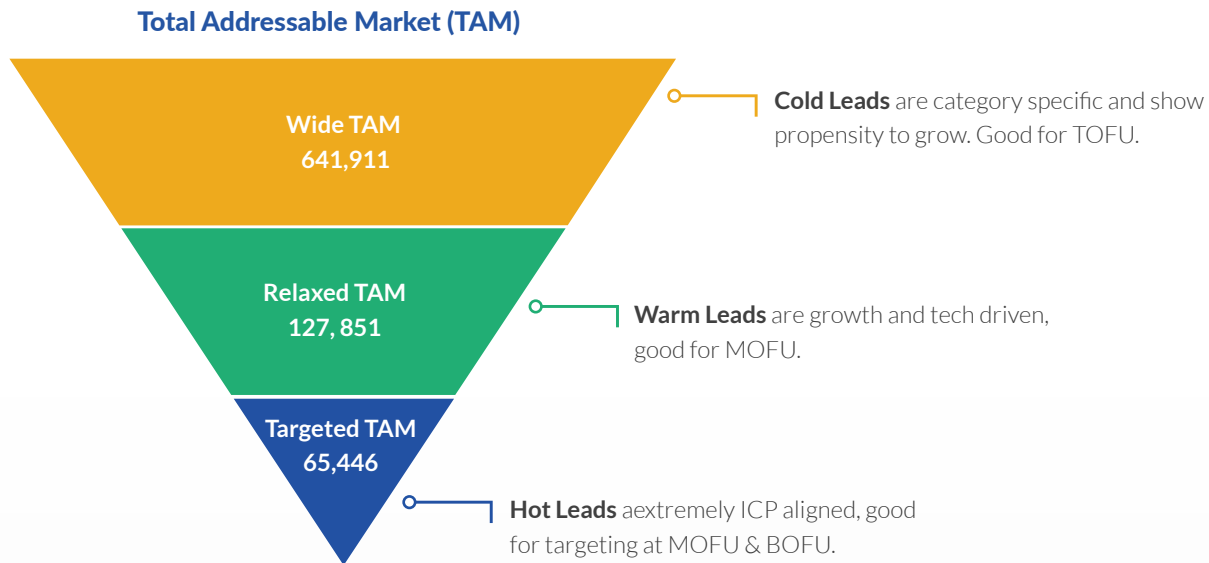 Total Addressable Market (TAM)
Wide TAM
641,911
Cold Leads are category specific and show
propensity to grow. Good for TOFU.
Relaxed TAM
127, 851
Warm Leads are growth and tech driven,
good for MOFU.
Targeted TAM
65,446
Hot Leads aextremely ICP aligned, good
for targeting at MOFU & BOFU.